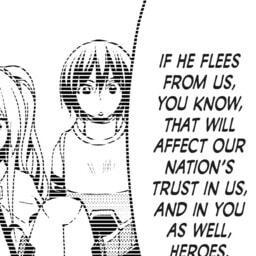 IF HE FLEES
FROM US,
YOU KNOW,
THAT WILL
AFFECT OUR
NATION'S
TRUST IN US,
AND IN YOU
AS WELL,
HEROES.